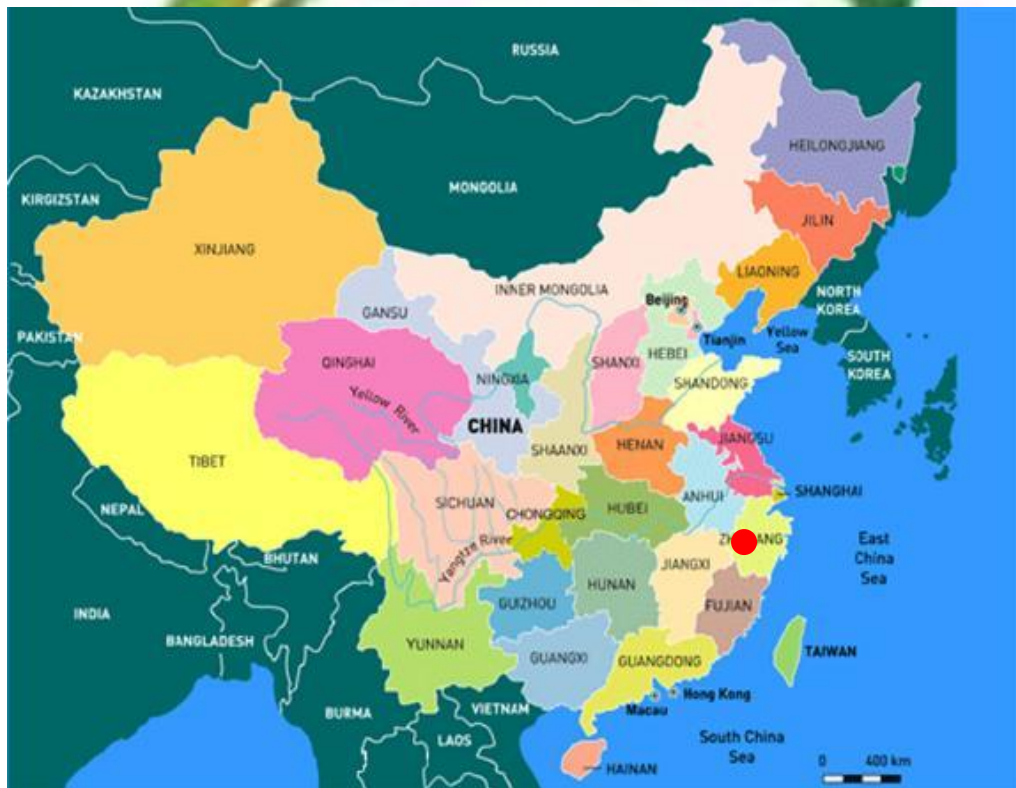 RUSSIA
KAZAKHSTAN
HEILONGJIANG
MONGOLIA
KIRGIZSTAN
JILIN
XINJIANG
LIAONING
INNER MONGOLIA
NORTH
KOREA
Beijing
GANSU
Tianjin
Yellow
Sea
PAKISTAN
QINGHAI
SHANXI
HEBEI
SOUTH
KOREA
NINGXIA
SHANDONG
Yellow River
CHINA
JIANGSU
HENAN
SHAANXI
TIBET
SHANGHAI
ANHUI
SICHUAN
HUBEI
CHONGQING
NEPAL
East
China
Sea
Yangtze River
BHUTAN
JIANGXI
HUNAN
GUIZHOU
FUJIAN
INDIA
BANGLADESH
YUNNAN
TAIWAN
GUANGXI
GUANGDONG
Hong Kong
Macau
VIETNAM
BURMA
LAOS
South China
Sea
0 400 km
HAINAN